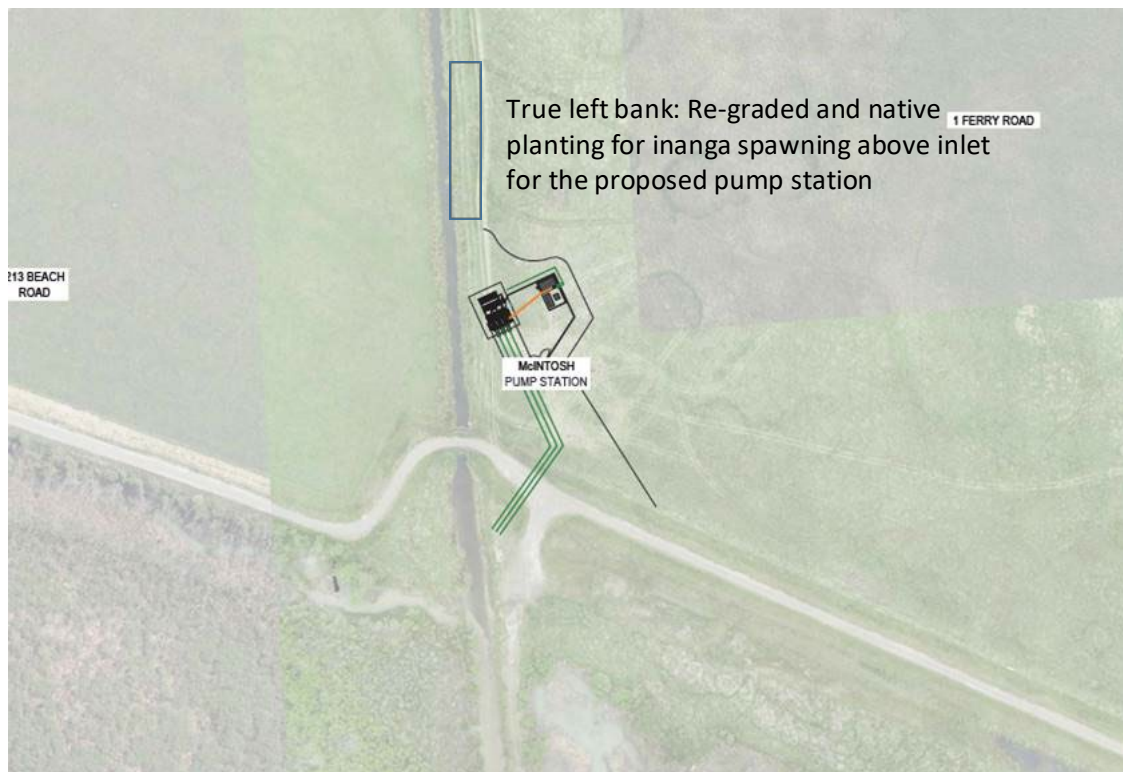 True left bank: Re-graded and native
planting for inanga spawning above inlet
for the proposed pump station
1 FERRY ROAD
213 BEACH
ROAD
McINTOSH
PUMP STATION